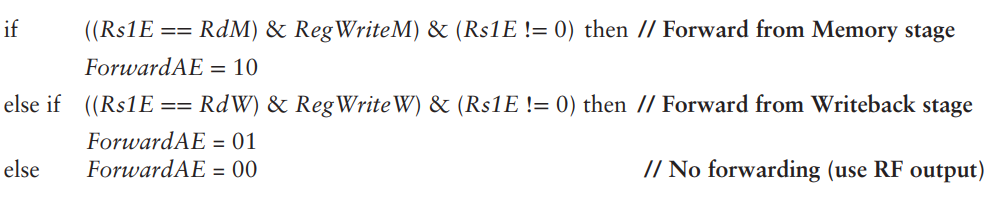 if ((Rs1E == RdM) & RegWriteM) & (Rs1E != 0) then // Forward from Memory stage
ForwardAE = 10
else if ((Rs1E == RdW) & RegWriteW) & (Rs1E != 0) then // Forward from Writeback stage
ForwardAE = 01
else ForwardAE = 00 // No forwarding (use RF output)